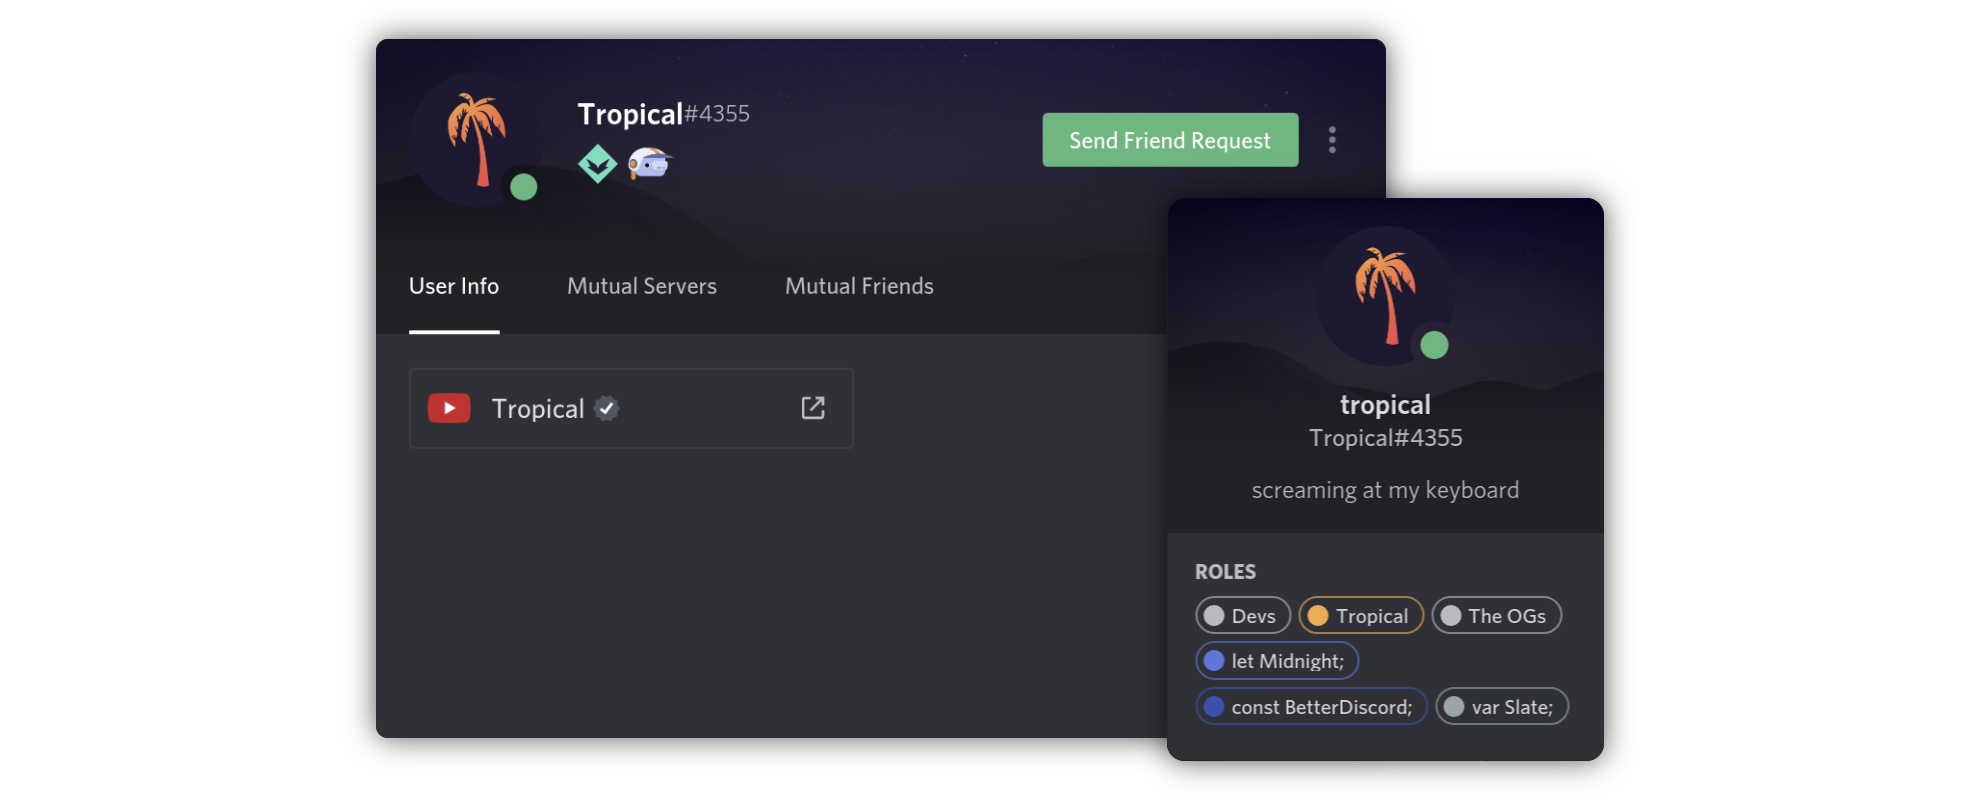 Tropical#4355
Send Friend Request
User Info Mutual Servers Mutual Friends
Tropical
tropical
Tropical#4355
screaming at my keyboard
ROLES
Devs Tropical The OGs
let Midnight;
const BetterDiscord; var Slate;